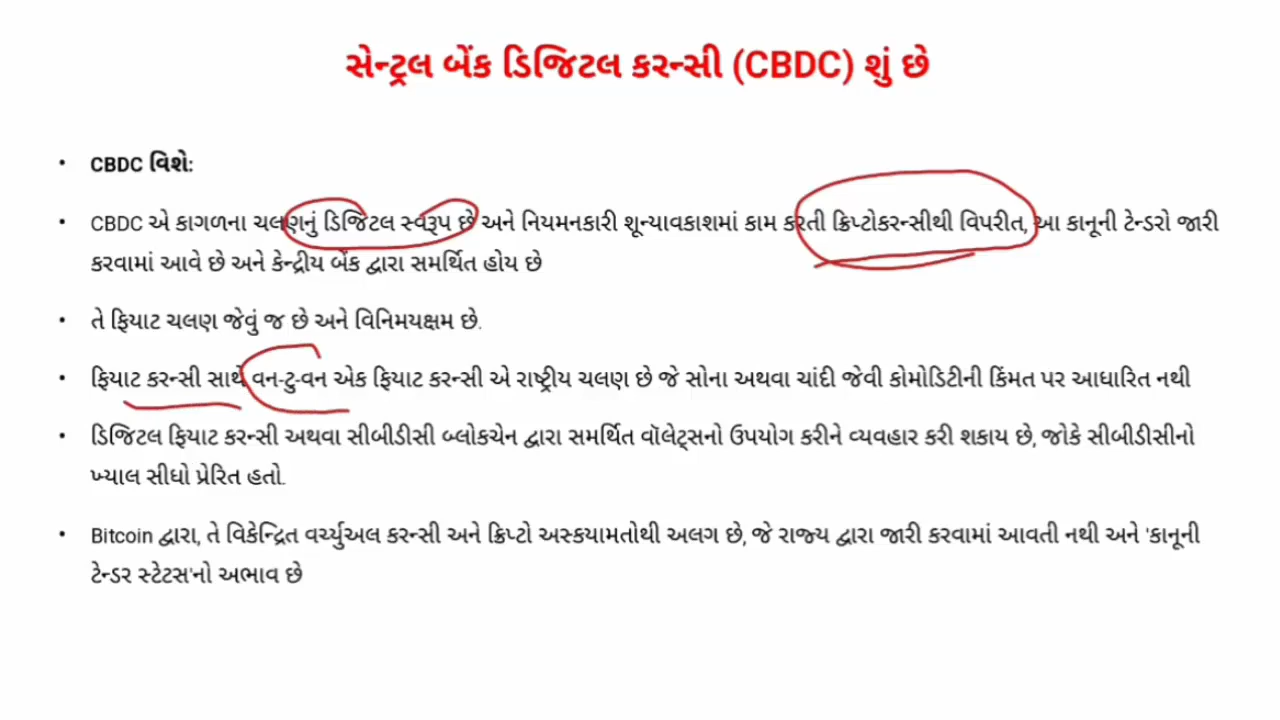 સેન્ટ્રલ બેંક ડિજિટલ કરન્સી (CBDC) શું છે
• CBDC વિશે:
• CBDC એ કાગળના ચલણનું ડિજિટલ સ્વરૂપ છે અને નિયમનકારી શૂન્યાવકાશમાં કામ કરતી ક્રિપ્ટોકરન્સીથી વિપરીત, આ કાનૂની ટેન્ડરો જારી
કરવામાં આવે છે અને કેન્દ્રીય બેંક દ્વારા સમર્થિત હોય છે
• તે ફિયાટ ચલણ જેવું જ છે અને વિનિમયક્ષમ છે.
• ફિયાટ કરન્સી સાથે વન-ટુ-વન એક ફિયાટ કરન્સી એ રાષ્ટ્રીય ચલણ છે જે સોના અથવા ચાંદી જેવી કોમોડિટીની કિંમત પર આધારિત નથી
• ડિજિટલ ફિયાટ કરન્સી અથવા સીબીડીસી બ્લોકચેન દ્વારા સમર્થિત વૉલેટ્સનો ઉપયોગ કરીને વ્યવહાર કરી શકાય છે, જોકે સીબીડીસીનો
ખ્યાલ સીધો પ્રેરિત હતો.
• Bitcoin દ્વારા, તે વિકેન્દ્રિત વર્ચ્યુઅલ કરન્સી અને ક્રિપ્ટો અસ્કયામતોથી અલગ છે, જે રાજ્ય દ્વારા જારી કરવામાં આવતી નથી અને 'કાનૂની
ટેન્ડર સ્ટેટસ'નો અભાવ છે